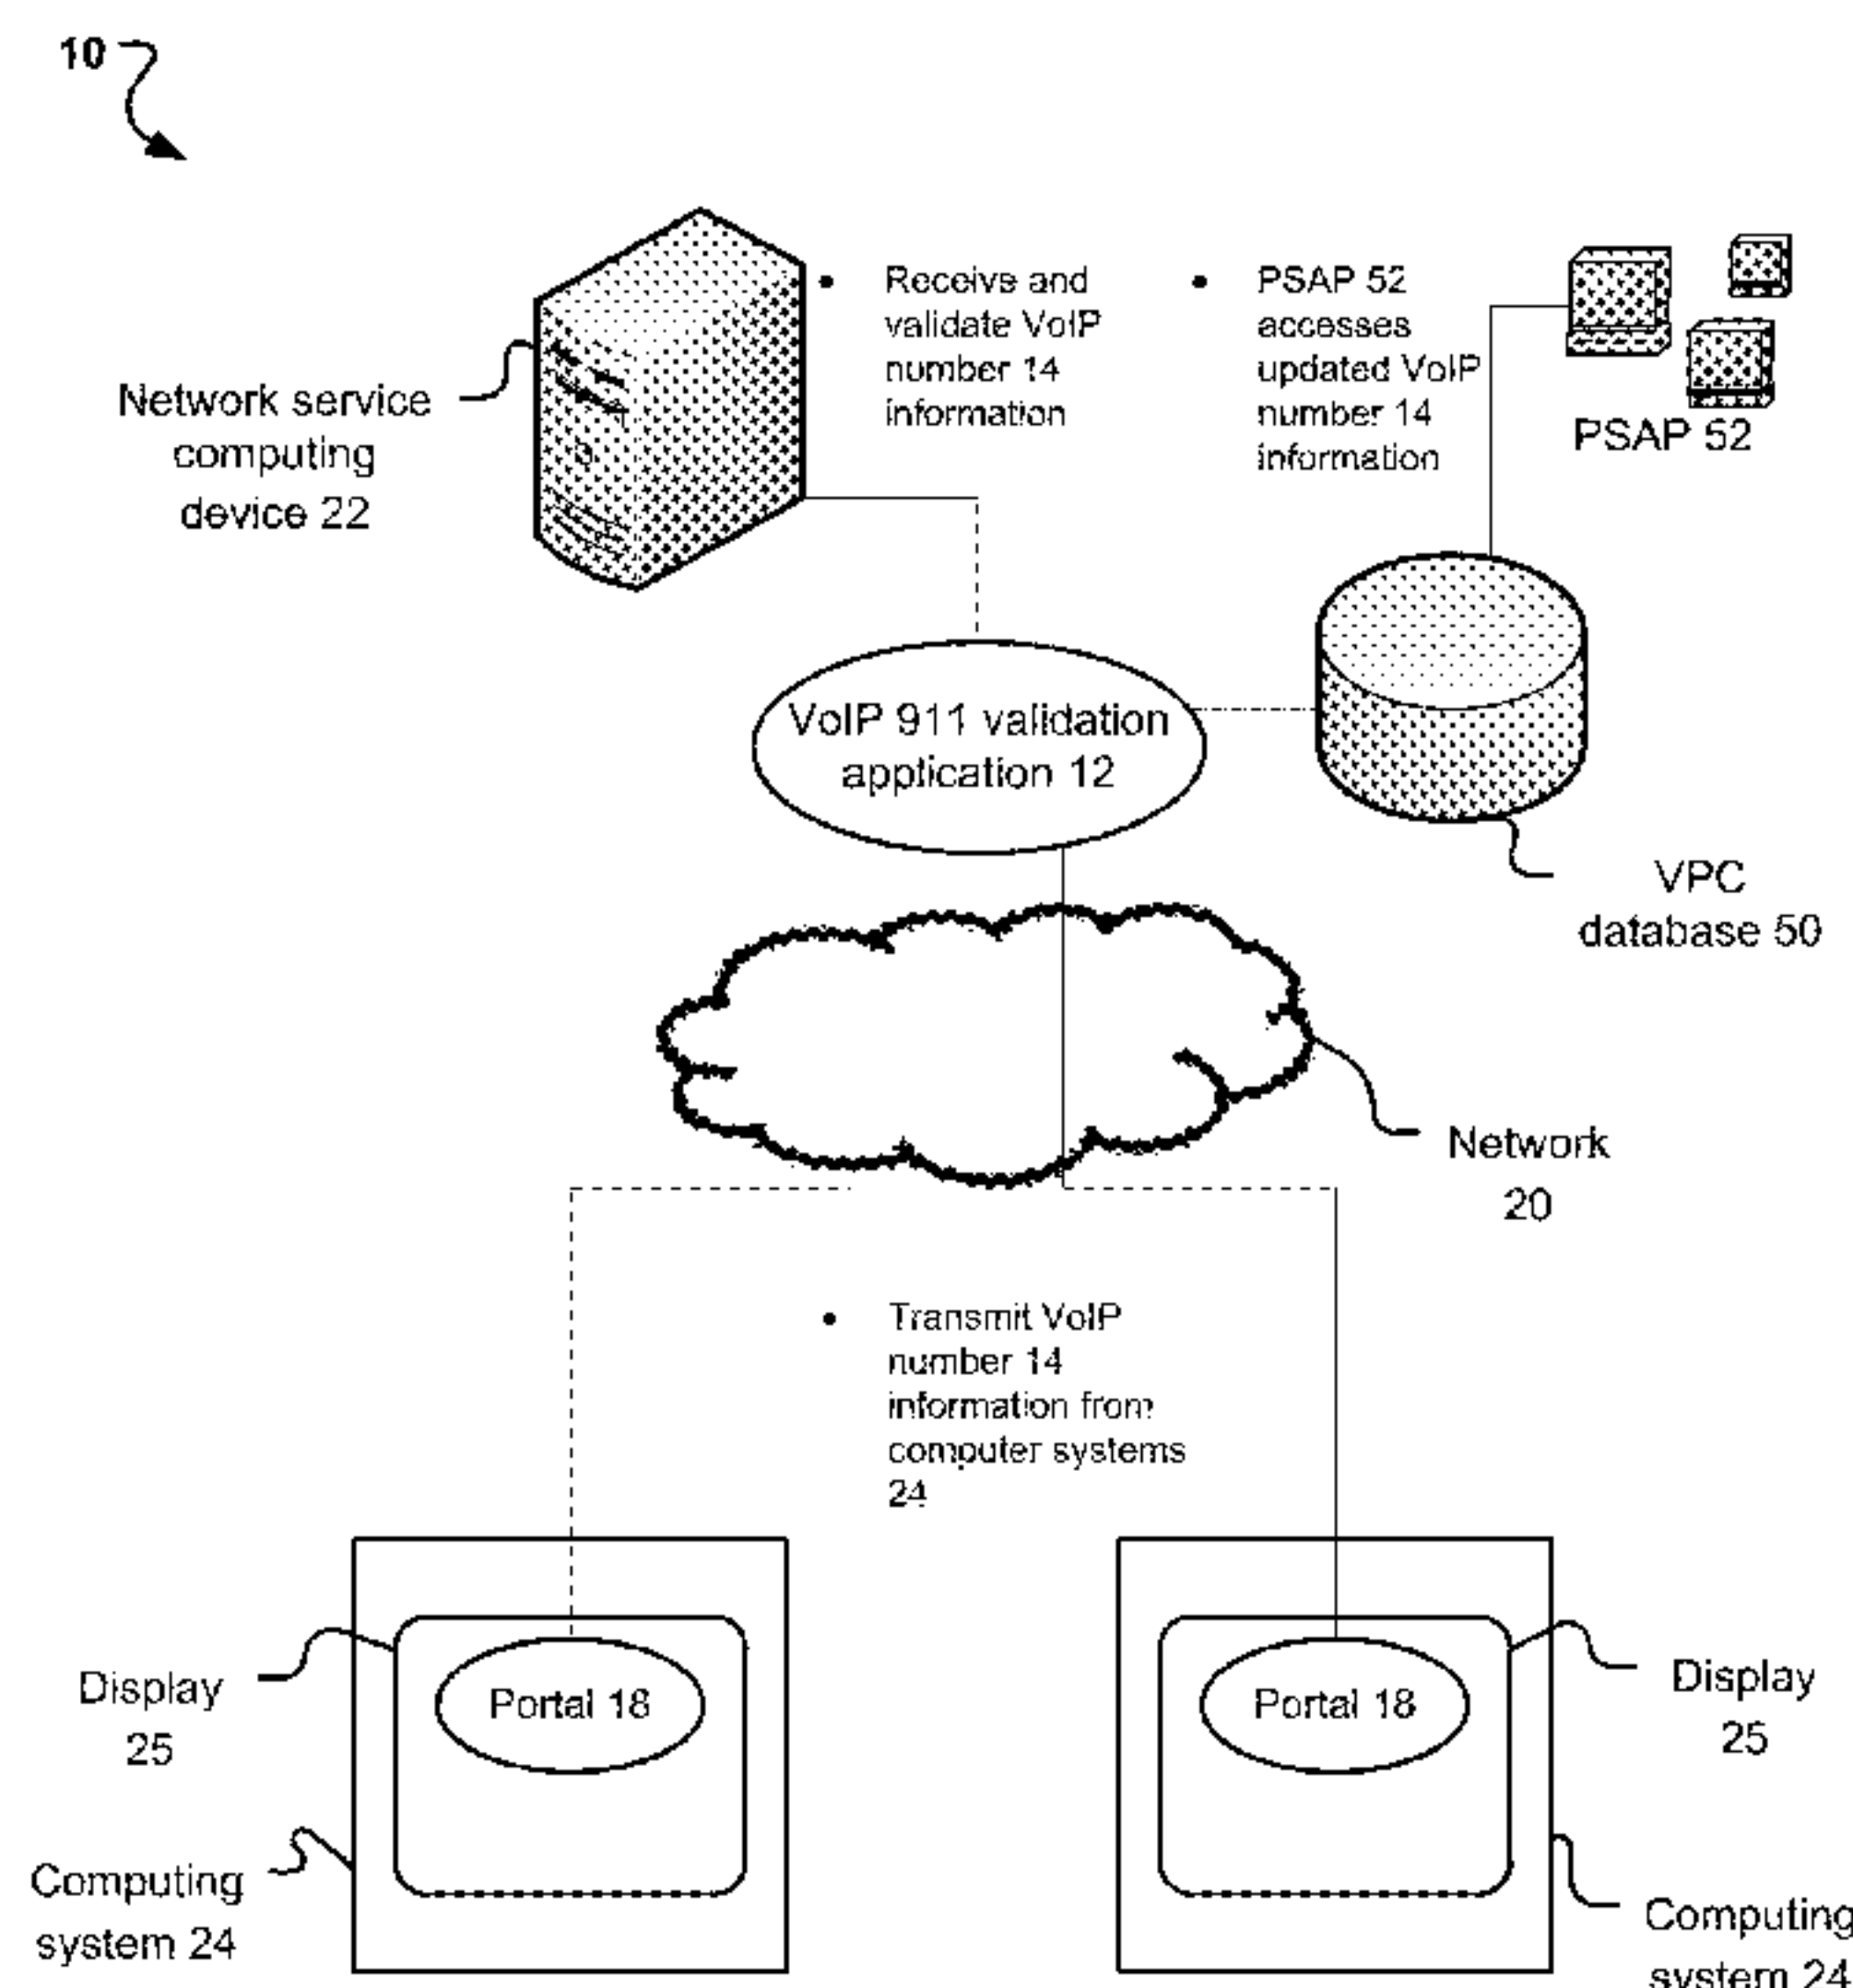 10
Network service
computing
device 22
• Receive and
validate VoIP
number 14
information
• PSAP 52
accesses
updated VoIP
number 14
information
PSAP 52
VoIP 911 validation
application 12
VPC
database 50
Network
20
• Transmit VoIP
number 14
information from
computer systems
24
Display
25
Portal 18
Computing
system 24
Portal 18
Display
25
Computing
system 24